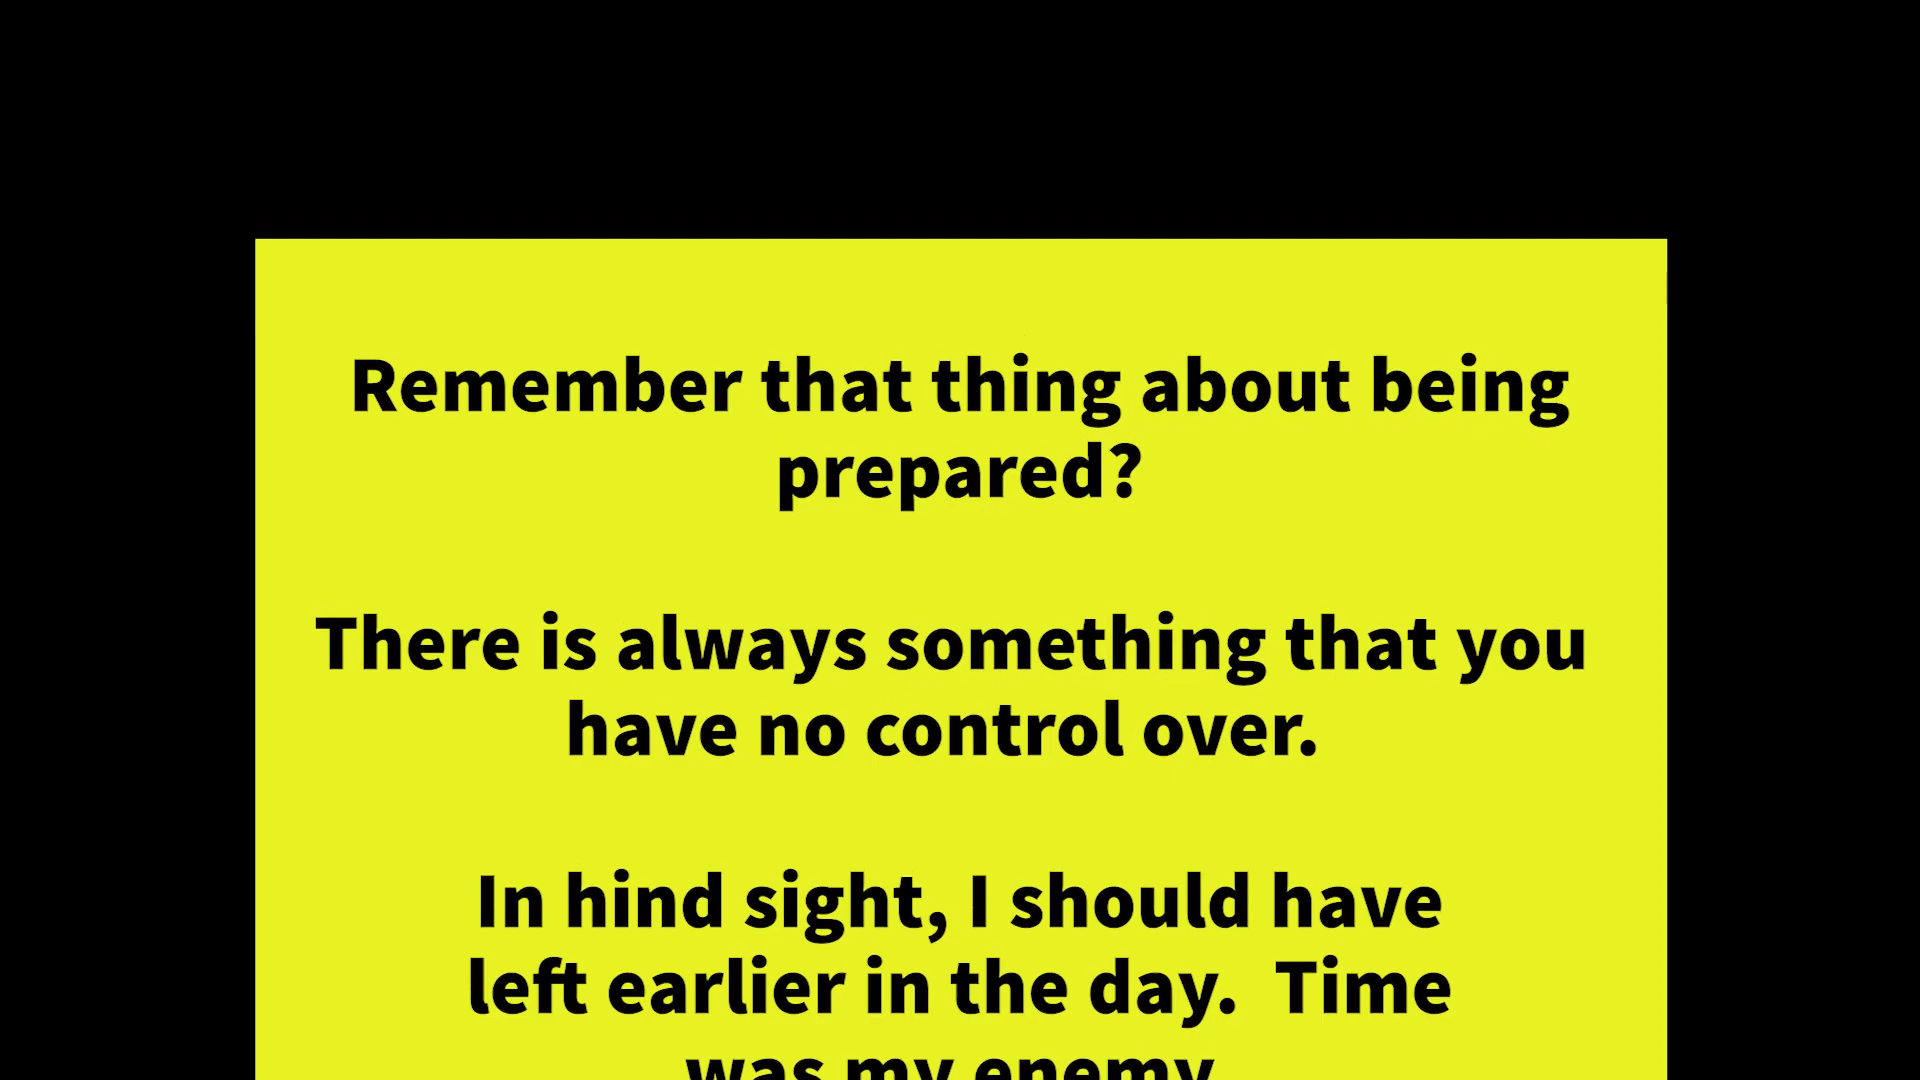 Remember that thing about being
prepared?
There is always something that you
have no control over.
In hind sight, I should have
left earlier in the day.  Time
was my enemy